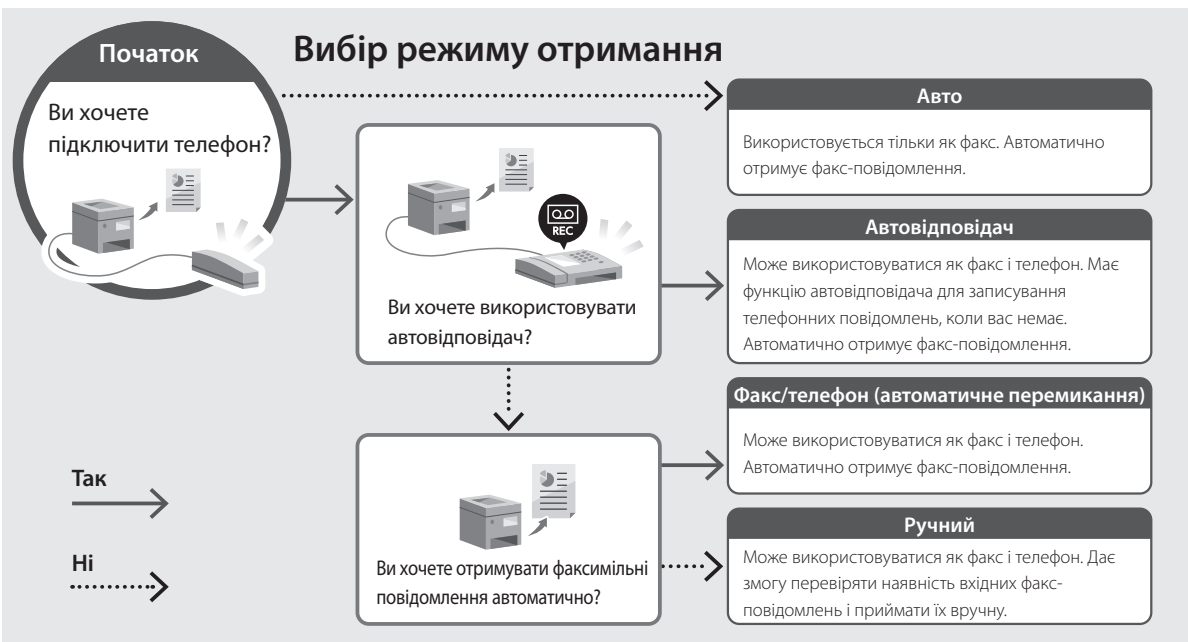 Початок
Вибір режиму отримання
Ви хочете
підключити телефон?
Авто
Використовується тільки як факс. Автоматично
отримує факс-повідомлення.
REC
Ви хочете використовувати
автовідповідач?
Автовідповідач
Може використовуватися як факс і телефон. Має
функцію автовідповідача для записування
телефонних повідомлень, коли вас немає.
Автоматично отримує факс-повідомлення.
Факс/телефон (автоматичне перемикання)
Може використовуватися як факс і телефон.
Автоматично отримує факс-повідомлення.
Ви хочете отримувати факсимільні
повідомлення автоматично?
Ручний
Може використовуватися як факс і телефон. Дає
змогу перевіряти наявність вхідних факс-
повідомлень і приймати їх вручну.
Так
Ні